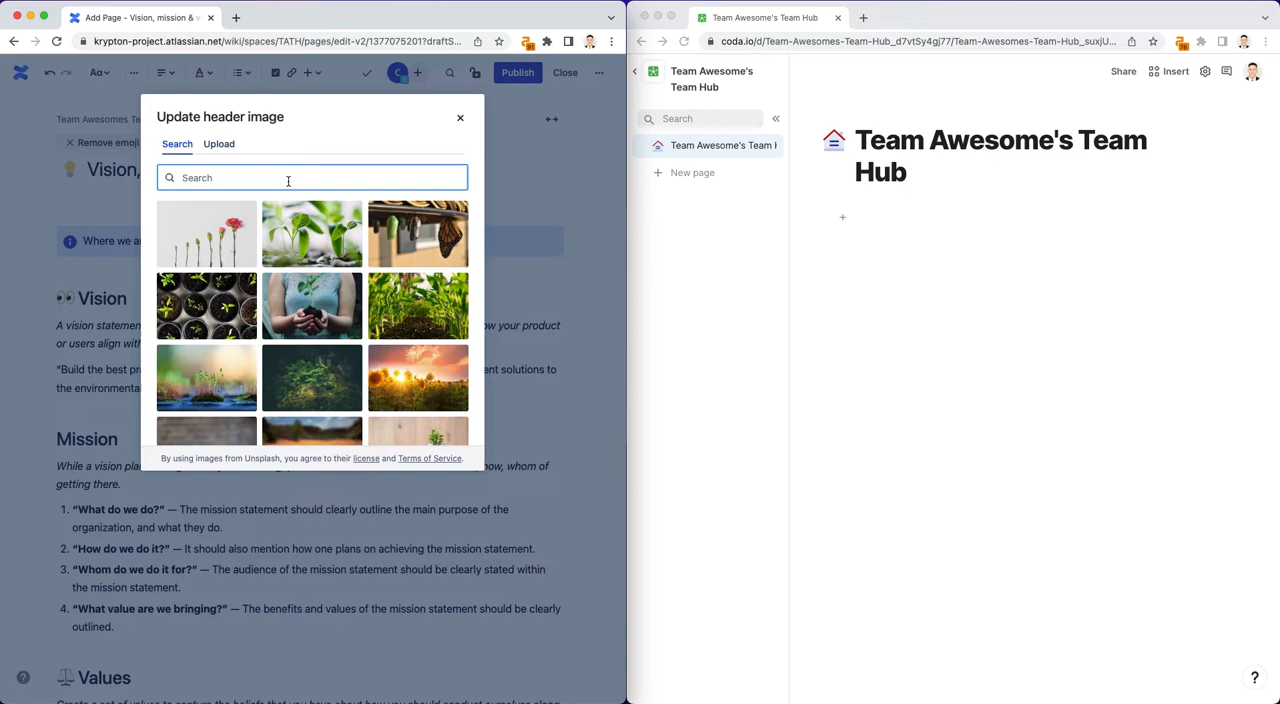 Add Page - Vision, mission & v
krypton-project.atlassian.net/wiki/spaces/TATH/pages/edit-v2/1377075201?draftS...
Aa
A
C
Publish
Close
Team Awesomes Te
Remove emoji
Vision,
Where we a
Vision
A vision statemen
ow your product
or users align with
"Build the best pr
ent solutions to
the environmenta
Mission
While a vision pla
how, whom of
getting there.
1. "What do we do?" — The mission statement should clearly outline the main purpose of the
organization, and what they do.
2. "How do we do it?" — It should also mention how one plans on achieving the mission statement.
3. "Whom do we do it for?" — The audience of the mission statement should be clearly stated within
the mission statement.
4. "What value are we bringing?" — The benefits and values of the mission statement should be clearly
outlined.
Values
Update header image
Search
Upload
Search
By using images from Unsplash, you agree to their license and Terms of Service.
Team Awesome's Team Hub
coda.io/d/Team-Awesomes-Team-Hub_d7vtSy4gj77/Team-Awesomes-Team-Hub_suxjU...
Team Awesome's
Team Hub
Share
Insert
Search
Team Awesome's Team H
New page
Team Awesome's Team
Hub
?